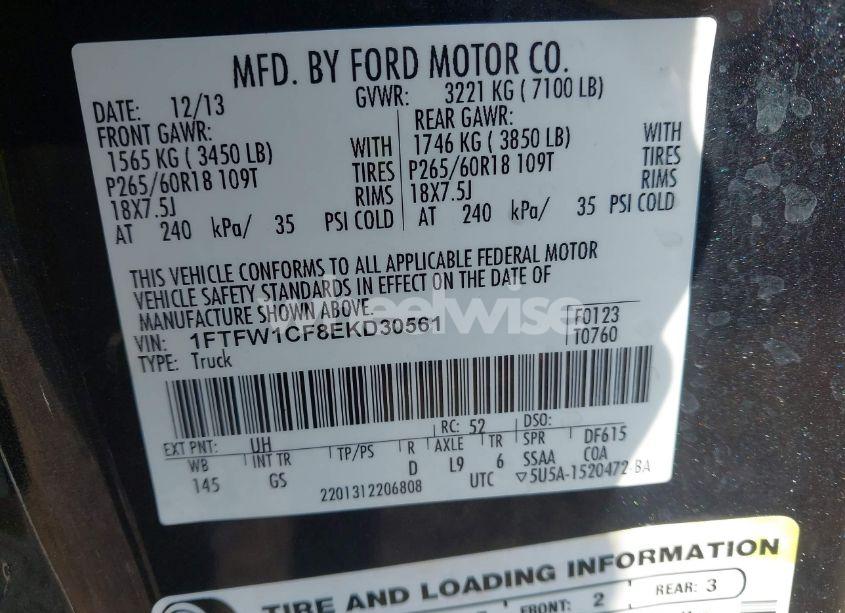 MFD. BY FORD MOTOR CO.
DATE: 12/13 GVWR: 3221 KG ( 7100 LB)
FRONT GAWR: REAR GAWR:
1565 KG ( 3450 LB) WITH 1746 KG ( 3850 LB) WITH
P265/60R18 109T TIRES P265/60R18 109T TIRES
18X7.5J RIMS 18X7.5J RIMS
AT 240 kPa/ 35 PSI COLD AT 240 kPa/ 35 PSI COLD
THIS VEHICLE CONFORMS TO ALL APPLICABLE FEDERAL MOTOR
VEHICLE SAFETY STANDARDS IN EFFECT ON THE DATE OF
MANUFACTURE SHOWN ABOVE.
wheelwise
VIN: 1FTFW1CF8EKD30561 F0123
TYPE: Truck T0760
EXT PNT: UH RC: 52 DSO:
WB INT TR TP/PS R AXLE TR SPR DF615
145 GS D L9 6 SSAA COA
2201312206808 UTC ▽5U5A-1520472-BA
TIRE AND LOADING INFORMATION
FRONT: 2 REAR: 3